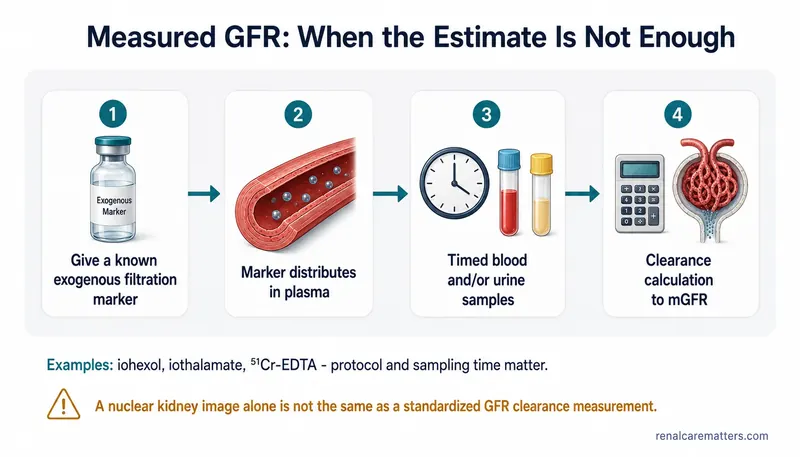 Measured GFR: When the Estimate Is Not Enough
1
Exogenous
Marker
Give a known
exogenous filtration
marker
2
Marker distributes
in plasma
3
Timed blood
and/or urine
samples
4
Clearance
calculation
to mGFR
Examples: iohexol, iothalamate, ⁵¹Cr-EDTA - protocol and sampling time matter.
A nuclear kidney image alone is not the same as a standardized GFR clearance measurement.
renalcarematters.com